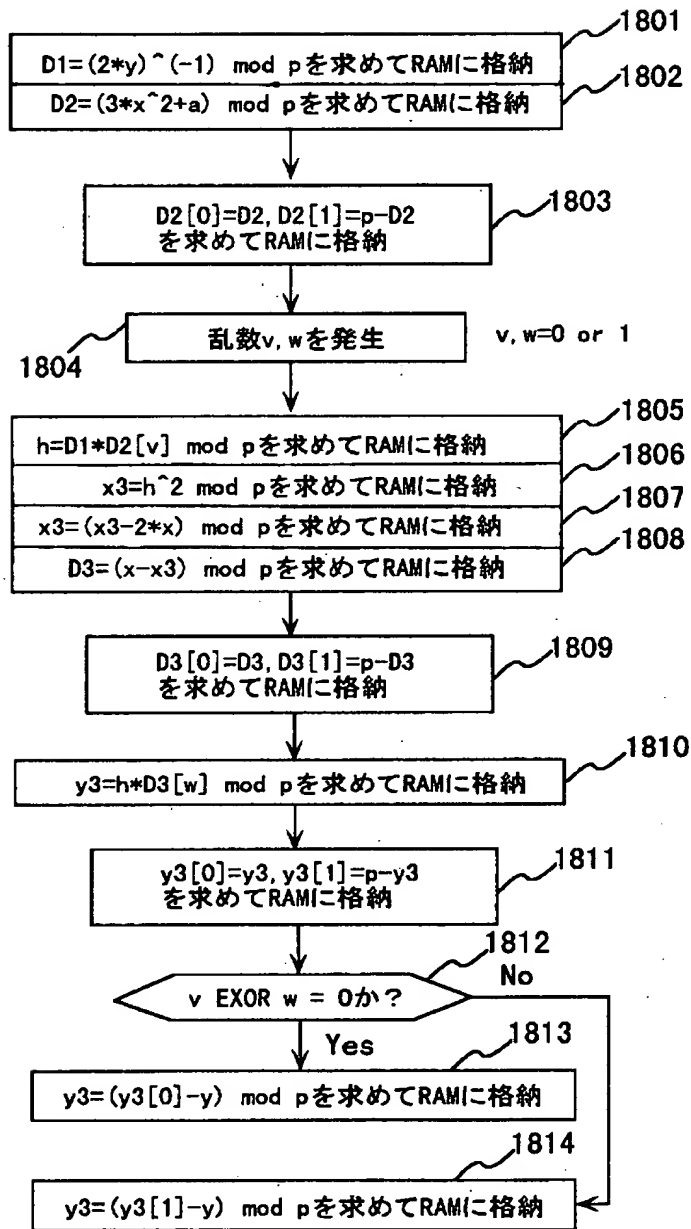 1801
D1=(2*y)^(-1) mod pを求めてRAMに格納
1802
D2=(3*x^2+a) mod pを求めてRAMに格納
1803
D2[0]=D2, D2[1]=p-D2
を求めてRAMに格納
1804
乱数v, wを発生
v, w=0 or 1
1805
h=D1*D2[v] mod pを求めてRAMに格納
1806
x3=h^2 mod pを求めてRAMに格納
1807
x3=(x3-2*x) mod pを求めてRAMに格納
1808
D3=(x-x3) mod pを求めてRAMに格納
1809
D3[0]=D3, D3[1]=p-D3
を求めてRAMに格納
1810
y3=h*D3[w] mod pを求めてRAMに格納
1811
y3[0]=y3, y3[1]=p-y3
を求めてRAMに格納
1812
v EXOR w = 0か?
No
Yes
1813
y3=(y3[0]-y) mod pを求めてRAMに格納
1814
y3=(y3[1]-y) mod pを求めてRAMに格納